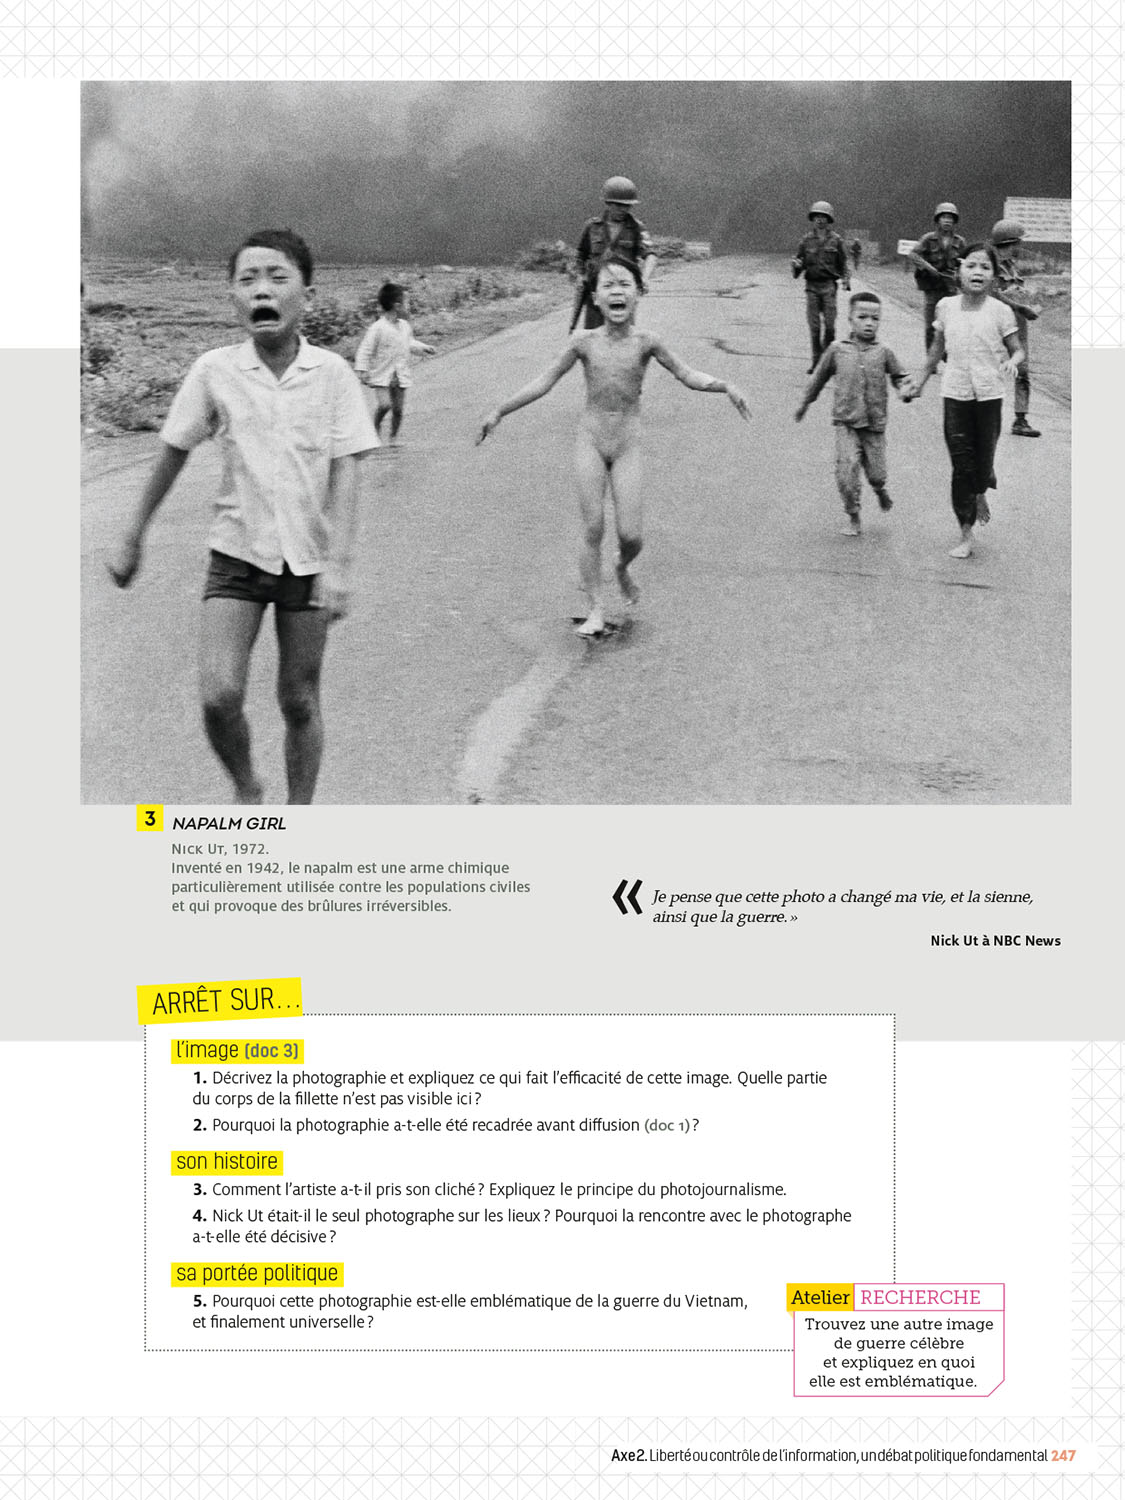 3 NAPALM GIRL
NICK UT, 1972.
Inventé en 1942, le napalm est une arme chimique
particulièrement utilisée contre les populations civiles
et qui provoque des brûlures irréversibles.
« Je pense que cette photo a changé ma vie, et la sienne,
ainsi que la guerre. »
Nick Ut à NBC News
ARRÊT SUR...
l'image (doc 3)
1. Décrivez la photographie et expliquez ce qui fait l'efficacité de cette image. Quelle partie
du corps de la fillette n'est pas visible ici ?
2. Pourquoi la photographie a-t-elle été recadrée avant diffusion (doc 1) ?
son histoire
3. Comment l'artiste a-t-il pris son cliché ? Expliquez le principe du photojournalisme.
4. Nick Ut était-il le seul photographe sur les lieux ? Pourquoi la rencontre avec le photographe
a-t-elle été décisive ?
sa portée politique
5. Pourquoi cette photographie est-elle emblématique de la guerre du Vietnam,
et finalement universelle ?
Atelier RECHERCHE
Trouvez une autre image
de guerre célèbre
et expliquez en quoi
elle est emblématique.
Axe 2. Liberté ou contrôle de l'information, un débat politique fondamental 247